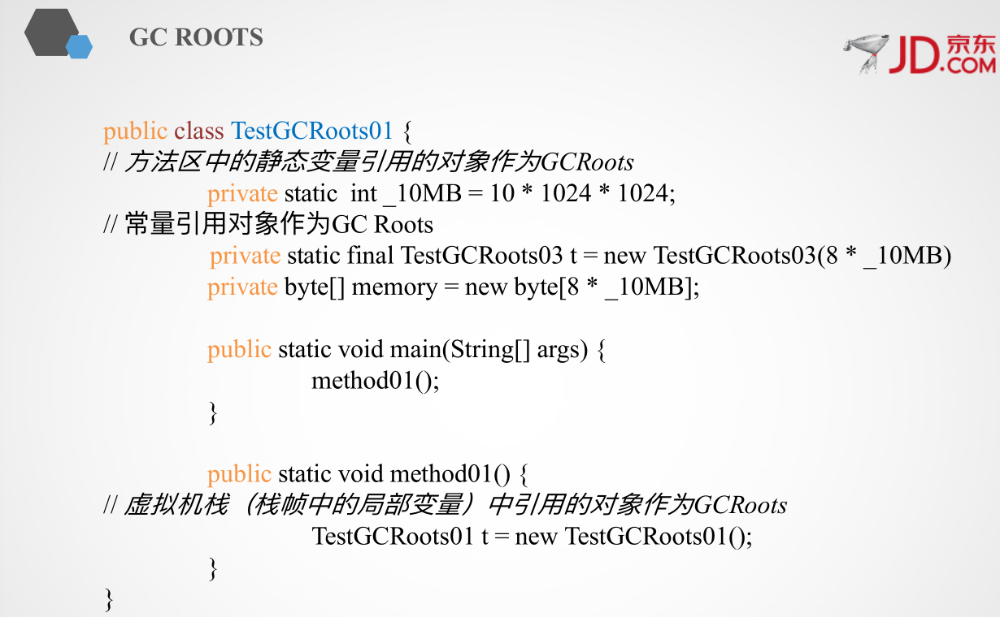 GC ROOTS
JD.京东
.COM
public class TestGCRoots01 {
// 方法区中的静态变量引用的对象作为GCRoots
private static  int _10MB = 10 * 1024 * 1024;
// 常量引用对象作为GC Roots
private static final TestGCRoots03 t = new TestGCRoots03(8 * _10MB)
private byte[] memory = new byte[8 * _10MB];
public static void main(String[] args) {
method01();
}
public static void method01() {
// 虚拟机栈（栈帧中的局部变量）中引用的对象作为GCRoots
TestGCRoots01 t = new TestGCRoots01();
}
}